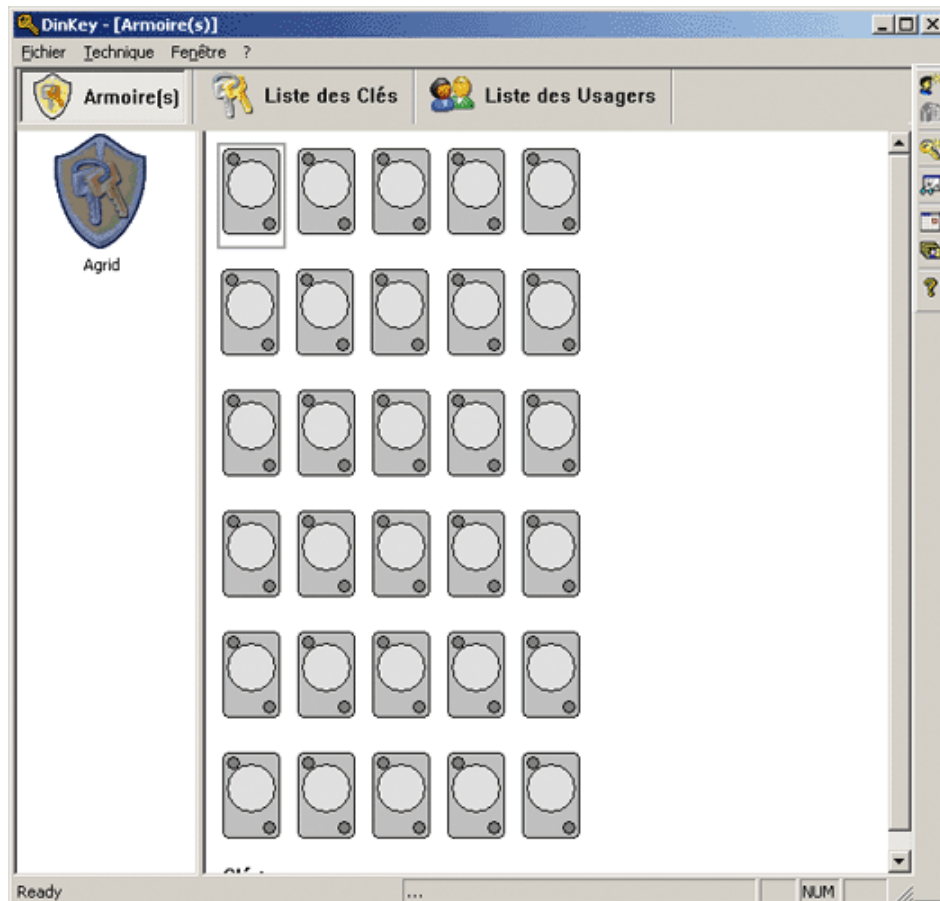 DinKey - [Armoire(s)]
Fichier Technique Fenêtre ?
Armoire(s) Liste des Clés Liste des Usagers
Agrid
Ready ... NUM